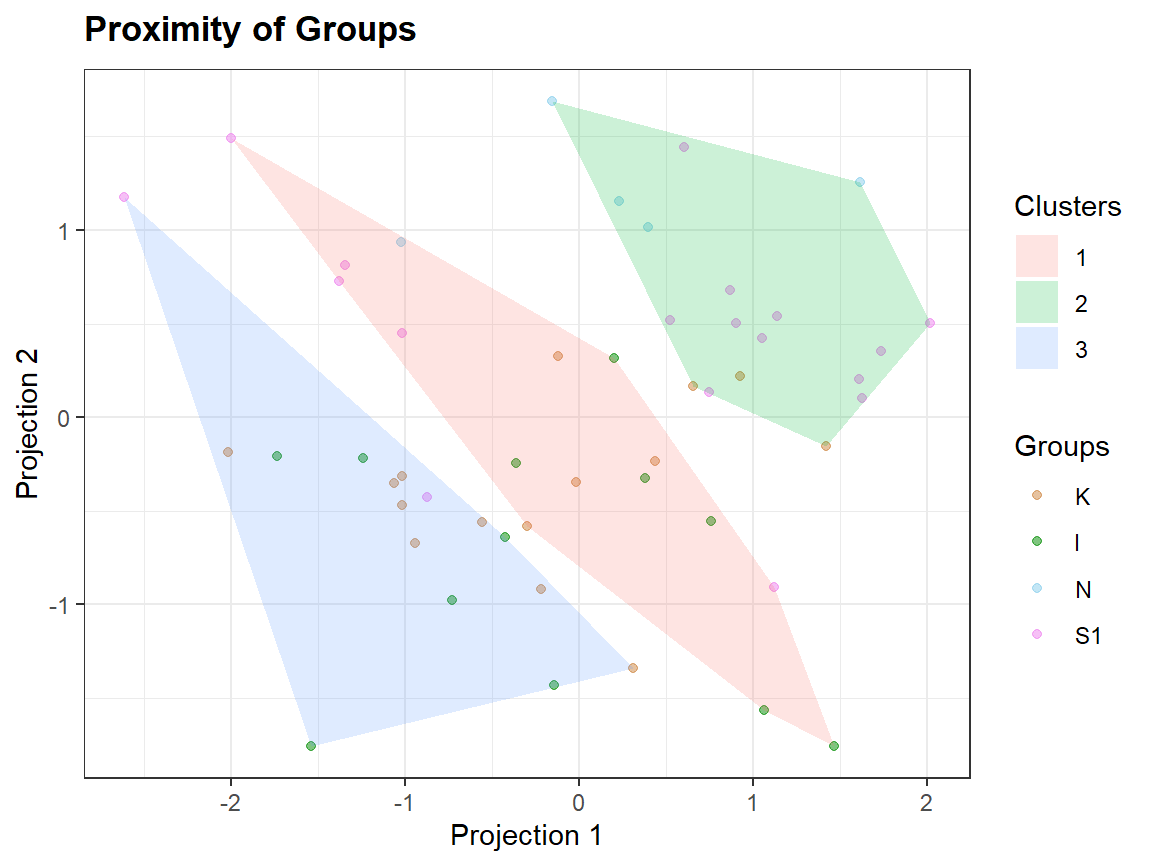 Proximity of Groups
Projection 2
1
0
-1
-2
-1
0
1
2
Projection 1
Clusters
1
2
3
Groups
K
I
N
S1